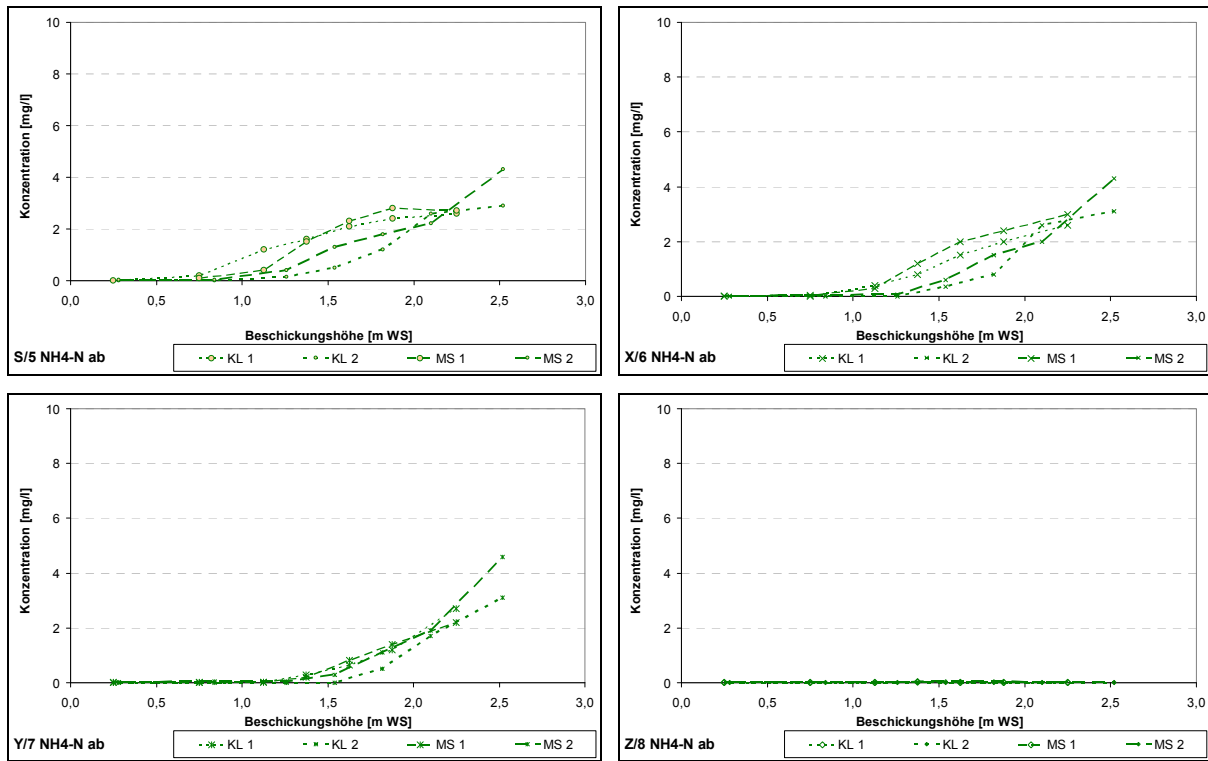 10
8
6
4
2
0
Konzentration [mg/l]
0,0 0,5 1,0 1,5 2,0 2,5 3,0
Beschickungshöhe [m WS]
S/5 NH4-N ab
KL 1 KL 2 MS 1 MS 2
10
8
6
4
2
0
Konzentration [mg/l]
0,0 0,5 1,0 1,5 2,0 2,5 3,0
Beschickungshöhe [m WS]
X/6 NH4-N ab
KL 1 KL 2 MS 1 MS 2
10
8
6
4
2
0
Konzentration [mg/l]
0,0 0,5 1,0 1,5 2,0 2,5 3,0
Beschickungshöhe [m WS]
Y/7 NH4-N ab
KL 1 KL 2 MS 1 MS 2
10
8
6
4
2
0
Konzentration [mg/l]
0,0 0,5 1,0 1,5 2,0 2,5 3,0
Beschickungshöhe [m WS]
Z/8 NH4-N ab
KL 1 KL 2 MS 1 MS 2